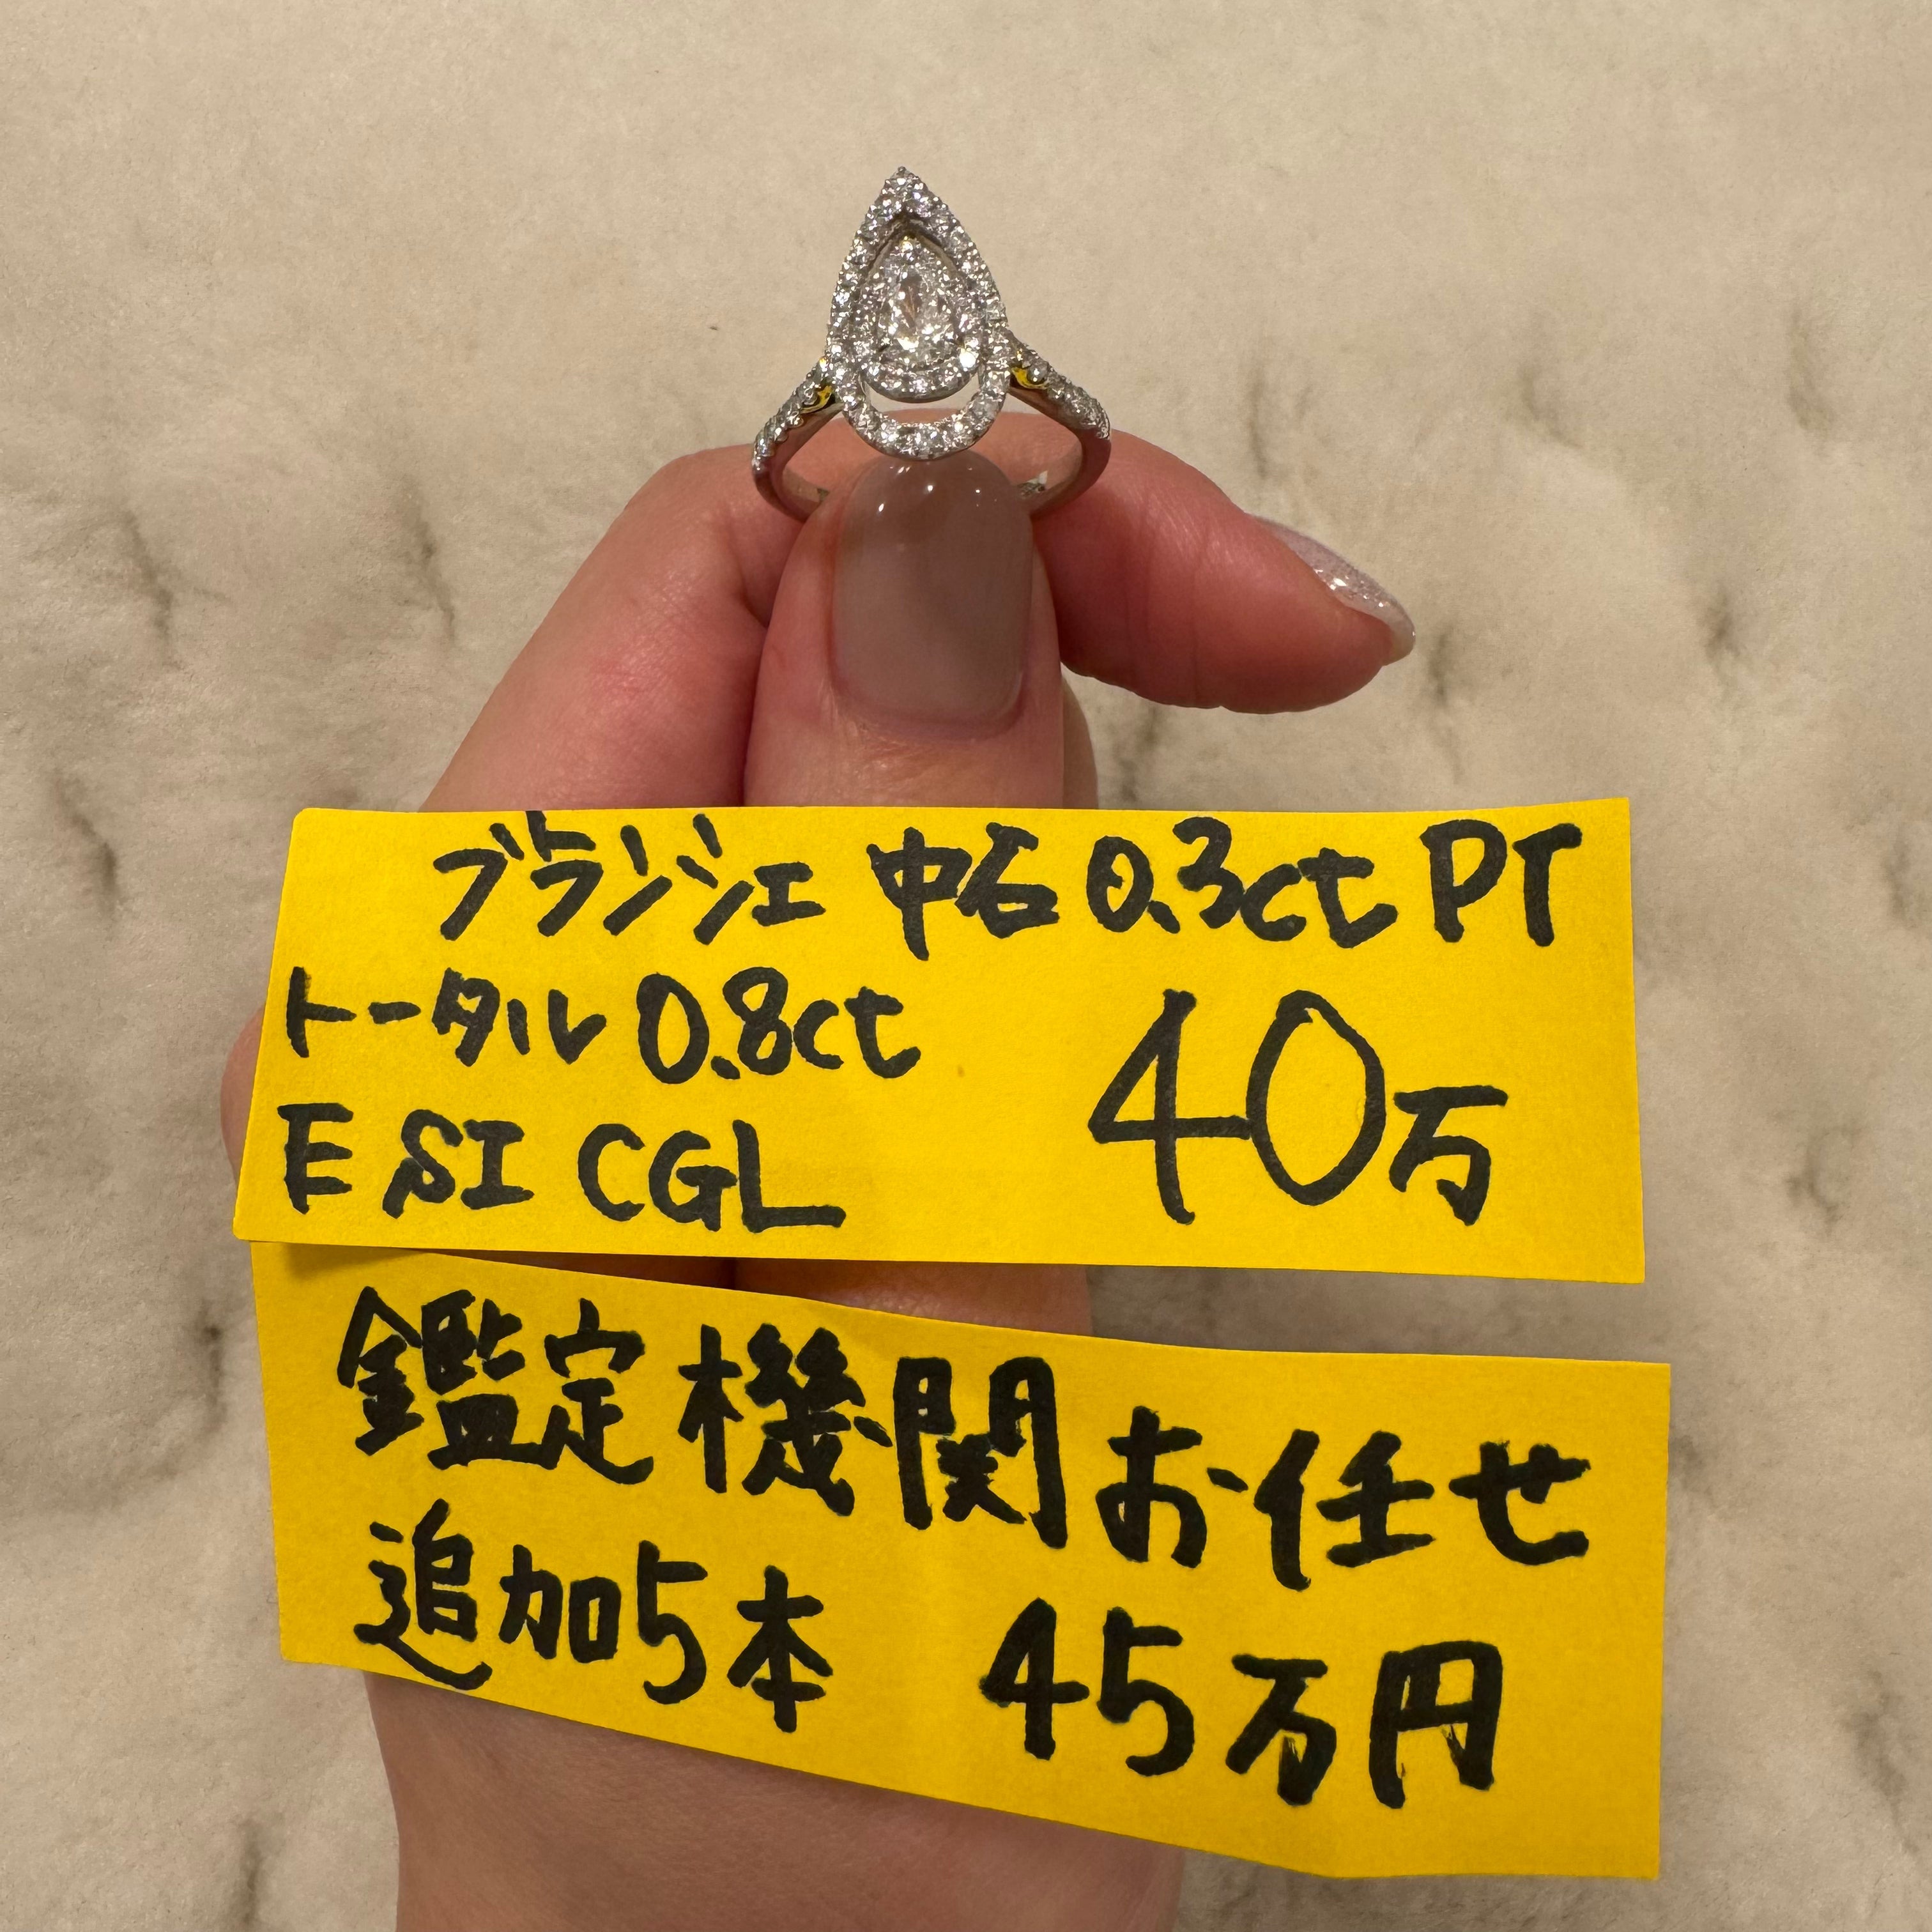 ブランジェ 中石 0.3ct PT
トータル 0.8ct
40万
E SI CGL
鑑定機関お任せ
追加5本 45万円